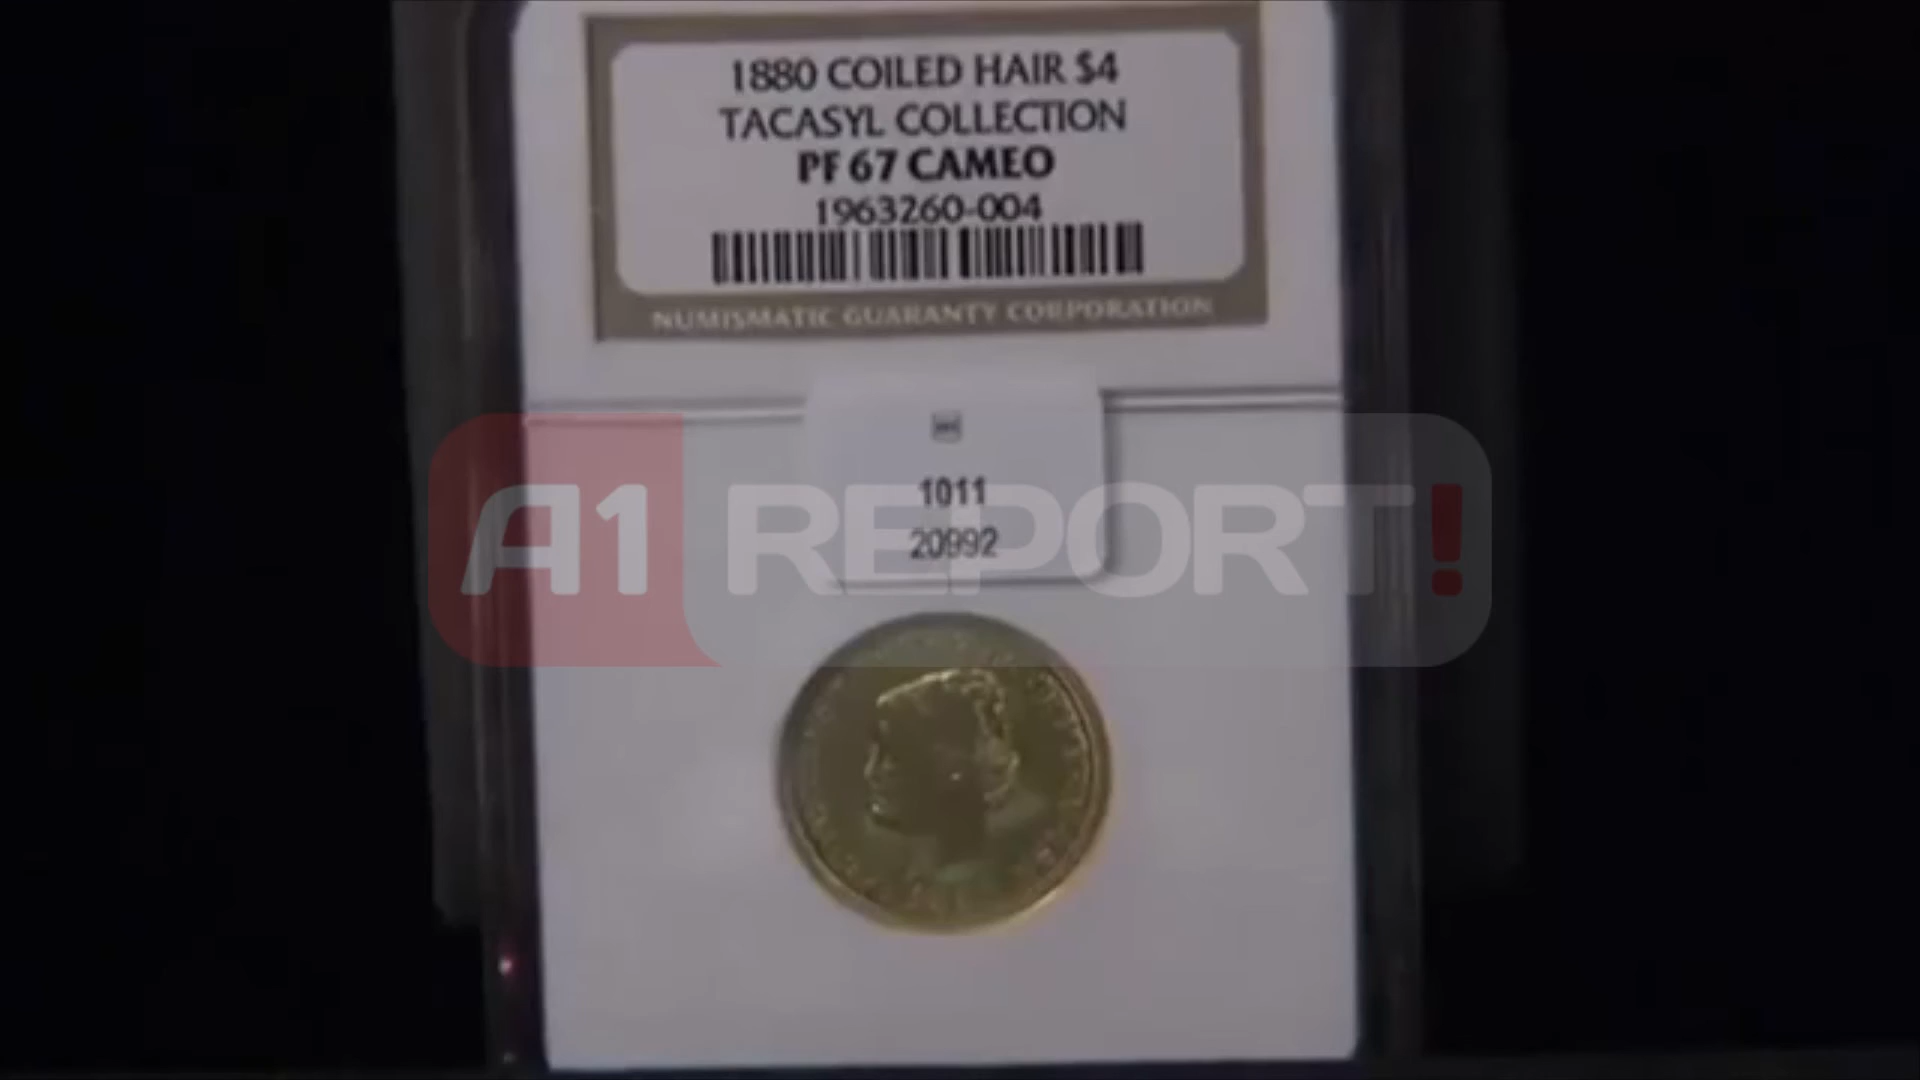 1880 COILED HAIR $4
TACASYL COLLECTION
PF 67 CAMEO
1963260-004
NUMISMATIC GUARANTY CORPORATION
1011
20992
A1 REPORT!